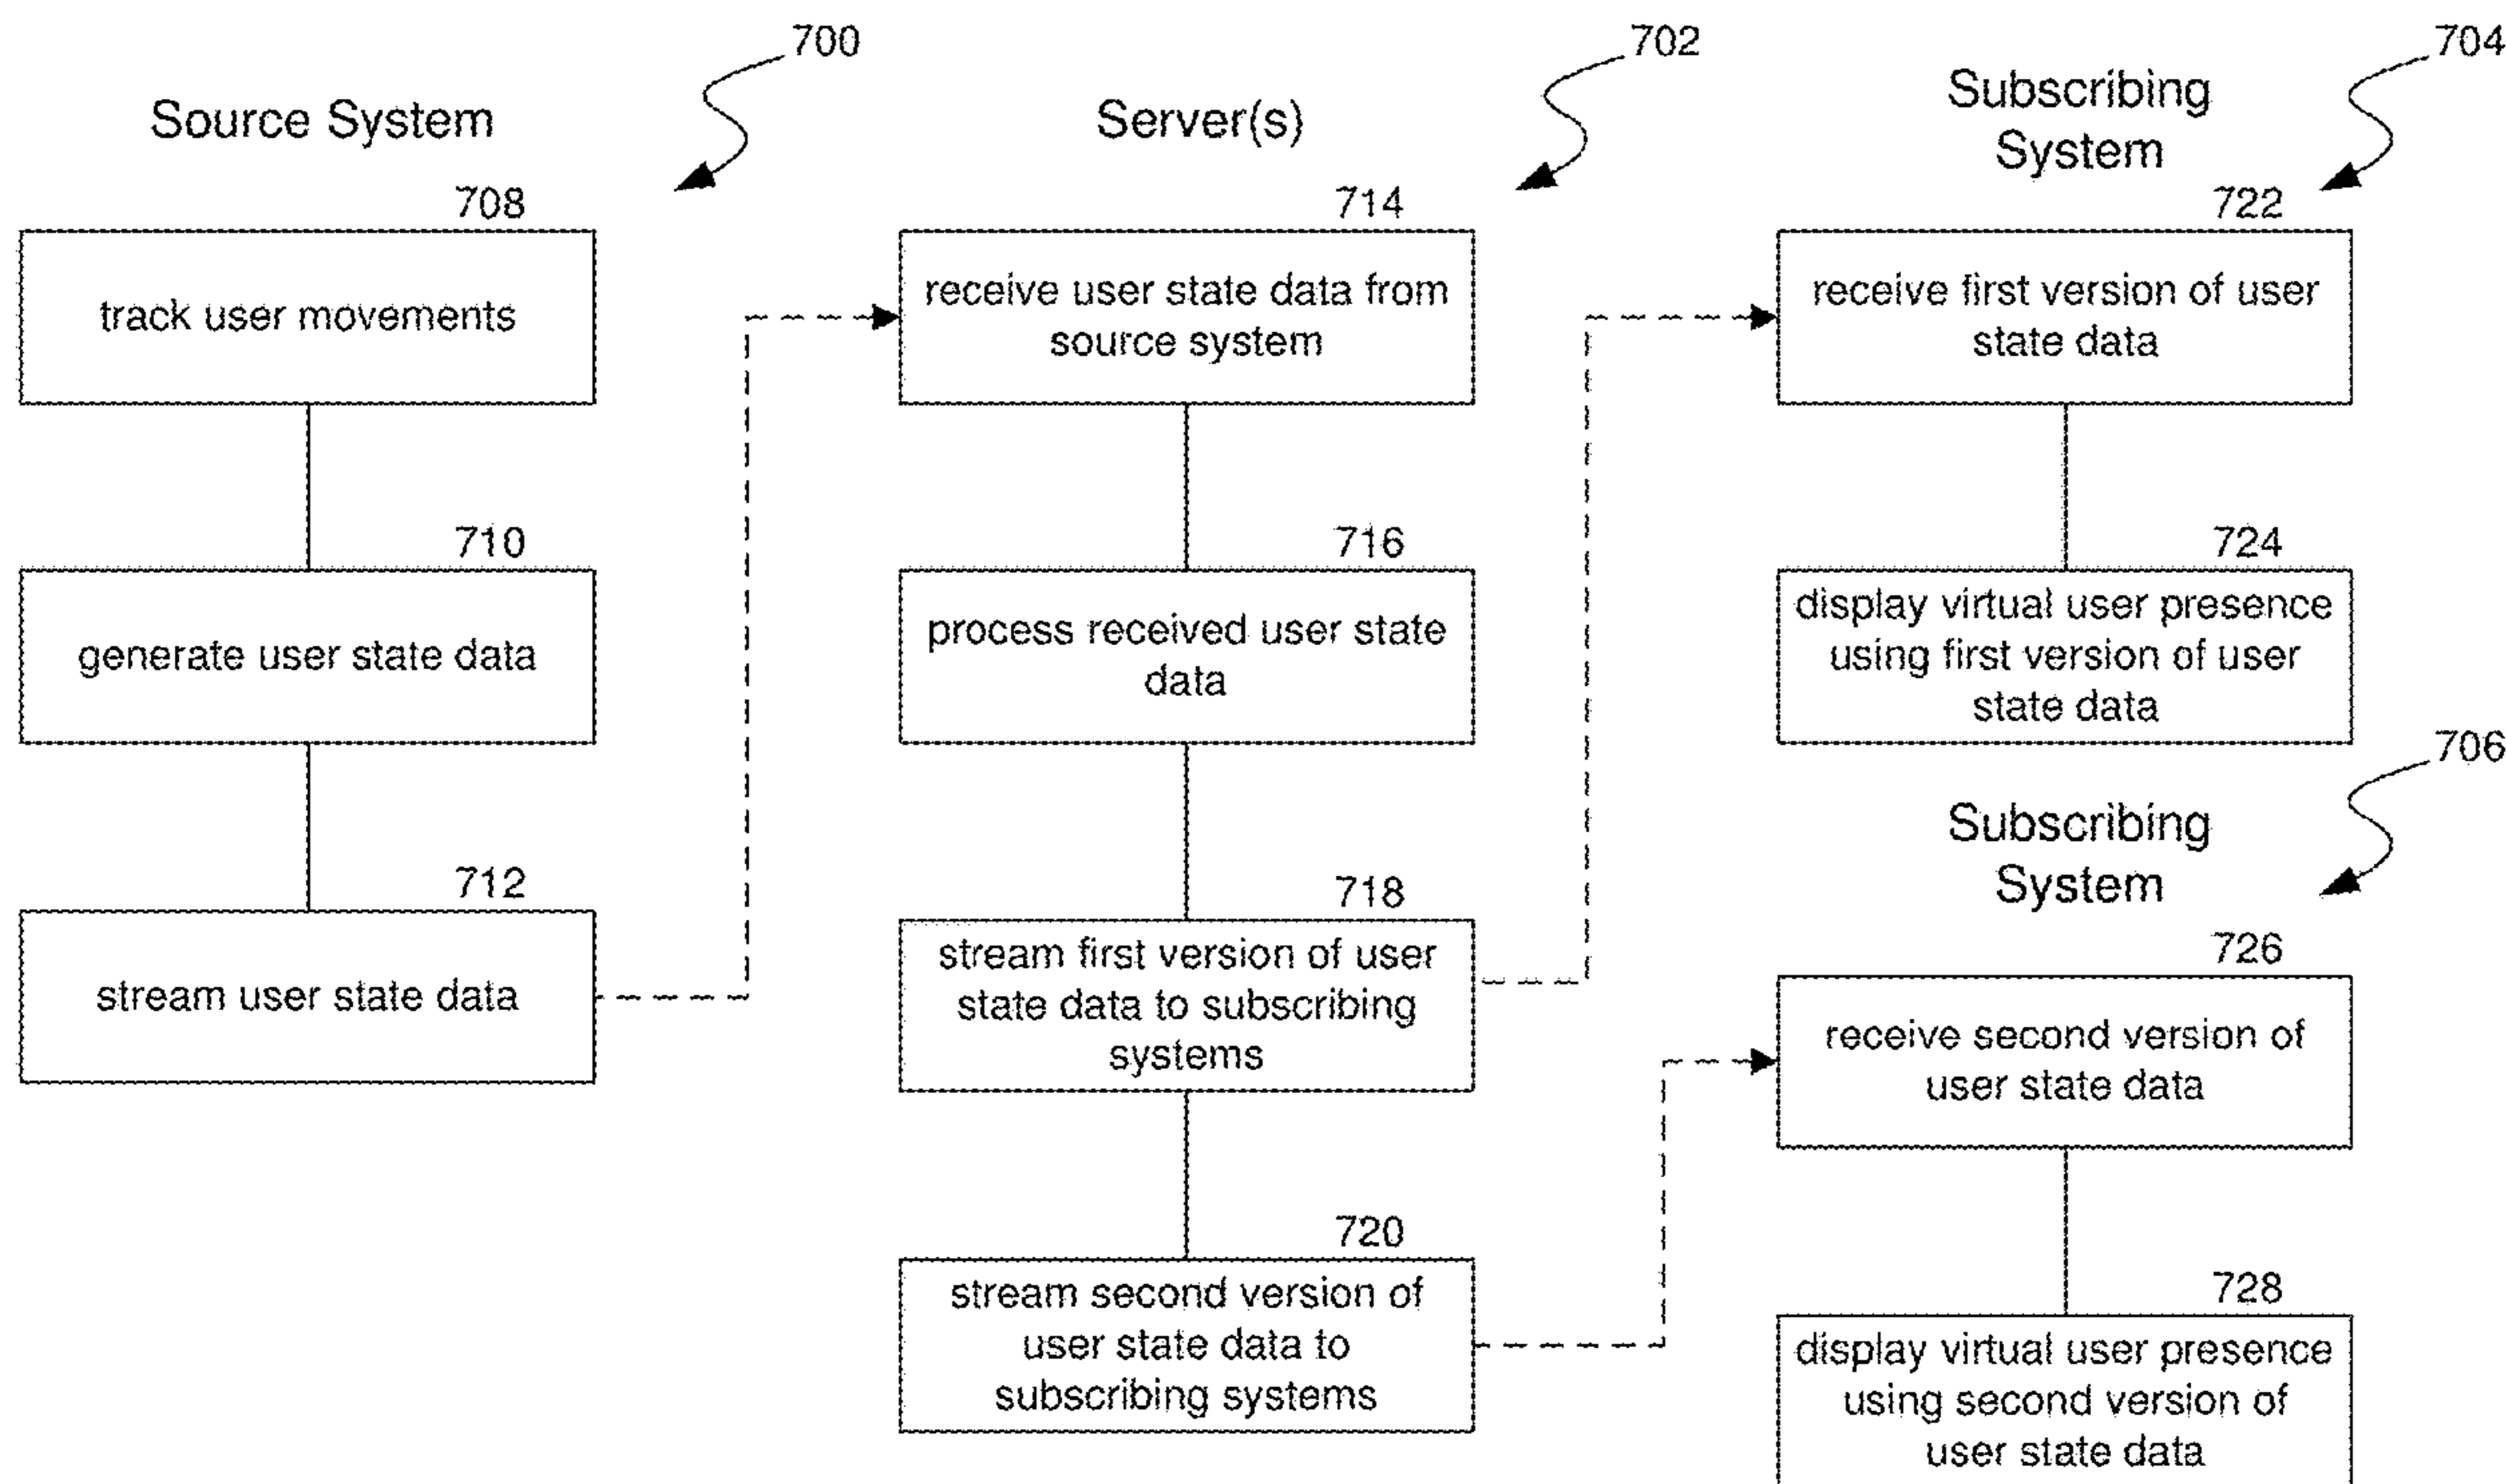 700
Source System
708
track user movements
710
generate user state data
712
stream user state data
702
Server(s)
714
receive user state data from
source system
716
process received user state
data
718
stream first version of user
state data to subscribing
systems
720
stream second version of
user state data to
subscribing systems
704
Subscribing
System
722
receive first version of user
state data
724
display virtual user presence
using first version of user
state data
706
Subscribing
System
726
receive second version of
user state data
728
display virtual user presence
using second version of
user state data